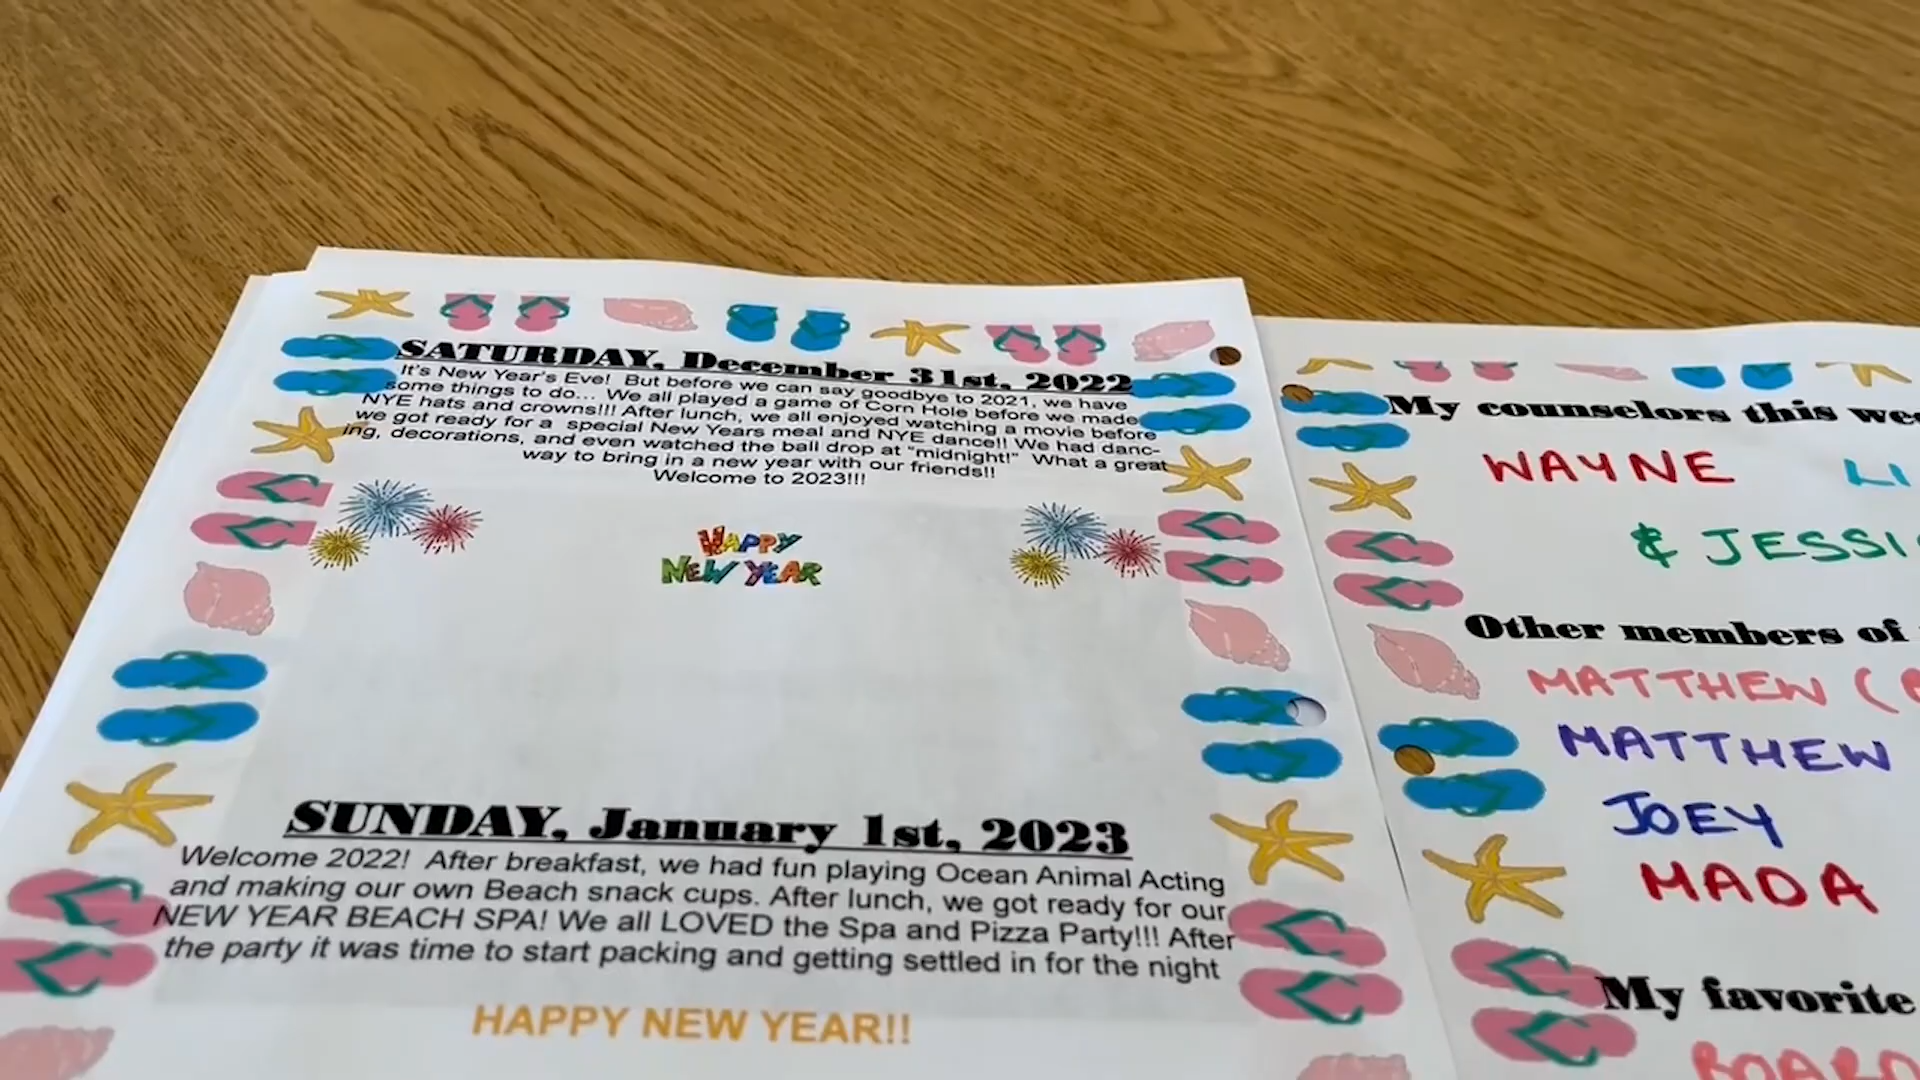 SATURDAY, December 31st, 2022
It's New Year's Eve! But before we can say goodbye to 2021, we have
some things to do... We all played a game of Corn Hole before we made
NYE hats and crowns!!! After lunch, we all enjoyed watching a movie before
we got ready for a special New Years meal and NYE dance!! We had danc-
ing, decorations, and even watched the ball drop at "midnight!" What a great
way to bring in a new year with our friends!!
Welcome to 2023!!!
HAPPY
NEW YEAR
SUNDAY, January 1st, 2023
Welcome 2022! After breakfast, we had fun playing Ocean Animal Acting
and making our own Beach snack cups. After lunch, we got ready for our
NEW YEAR BEACH SPA! We all LOVED the Spa and Pizza Party!!! After
the party it was time to start packing and getting settled in for the night
HAPPY NEW YEAR!!
My counselors this
WAYNE
& 
Other members of
MATTHEW
MATTHEW
JOEY
MADA
My favorite